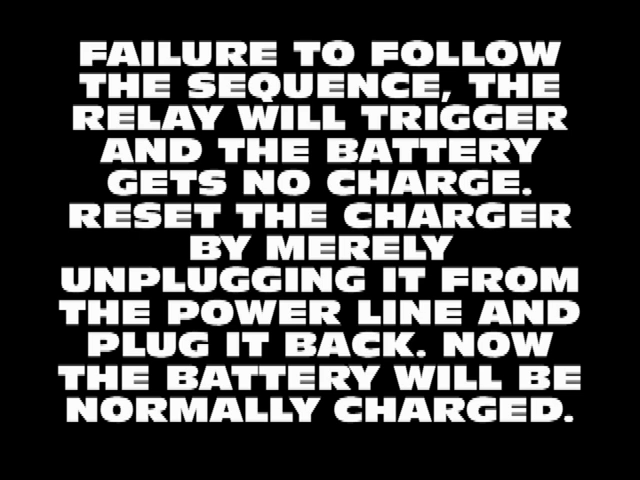 FAILURE TO FOLLOW
THE SEQUENCE, THE
RELAY WILL TRIGGER
AND THE BATTERY
GETS NO CHARGE.
RESET THE CHARGER
BY MERELY
UNPLUGGING IT FROM
THE POWER LINE AND
PLUG IT BACK. NOW
THE BATTERY WILL BE
NORMALLY CHARGED.